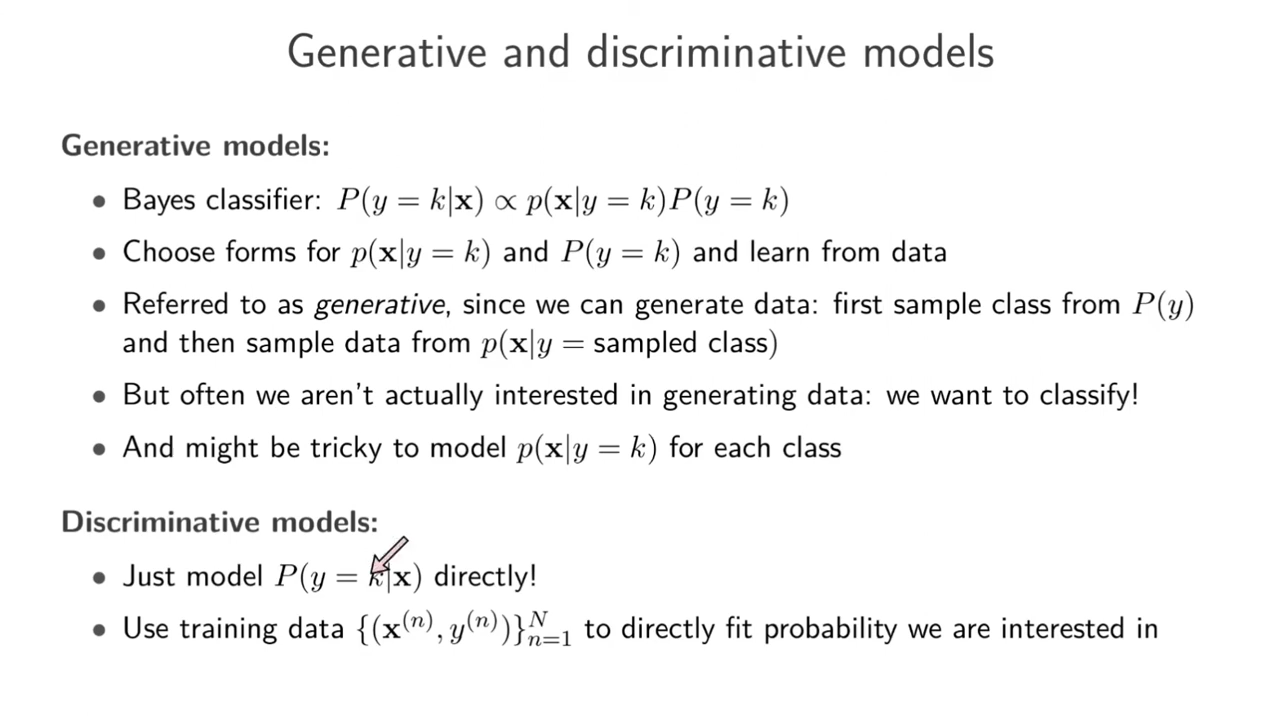 Generative and discriminative models
Generative models:
• Bayes classifier: P(y = k|x) ∝ p(x|y = k)P(y = k)
• Choose forms for p(x|y = k) and P(y = k) and learn from data
• Referred to as generative, since we can generate data: first sample class from P(y)
and then sample data from p(x|y = sampled class)
• But often we aren't actually interested in generating data: we want to classify!
• And might be tricky to model p(x|y = k) for each class
Discriminative models:
• Just model P(y = k|x) directly!
• Use training data {(x⁽ⁿ⁾, y⁽ⁿ⁾)}ₙ₌₁ᴺ to directly fit probability we are interested in